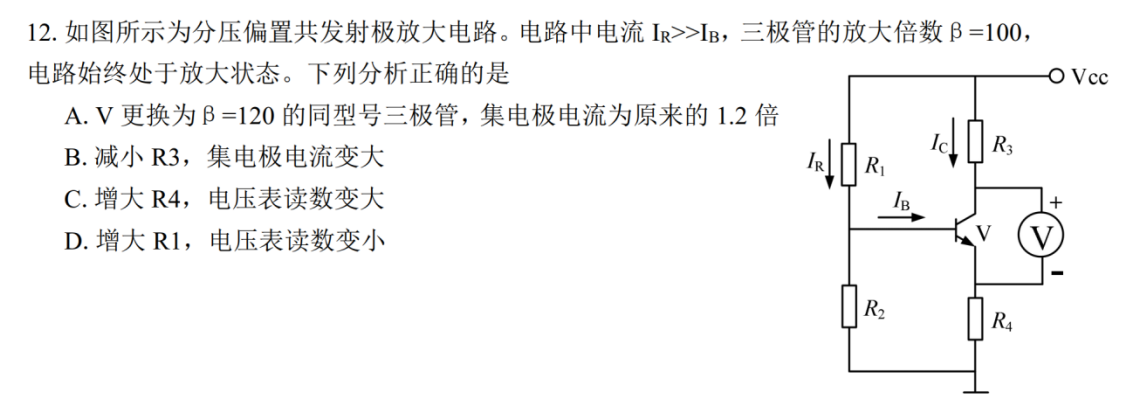 12. 如图所示为分压偏置共发射极放大电路。电路中电流 IR>>IB，三极管的放大倍数β=100，
电路始终处于放大状态。下列分析正确的是
A. V 更换为β=120 的同型号三极管，集电极电流为原来的 1.2 倍
B. 减小 R3，集电极电流变大
C. 增大 R4，电压表读数变大
D. 增大 R1，电压表读数变小
Vcc
IC
R3
IR
R1
IB
+
V
V
-
R2
R4